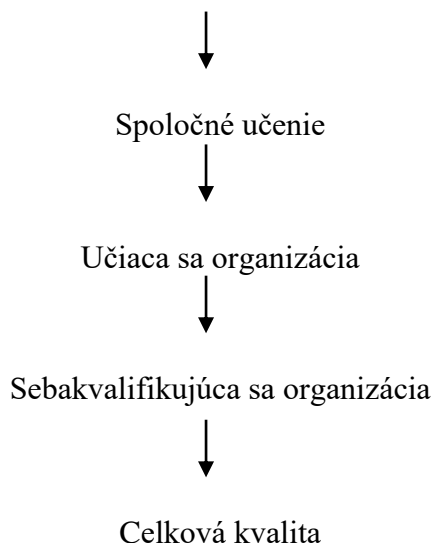 Spoločné učenie
Učiaca sa organizácia
Sebakvalifikujúca sa organizácia
Celková kvalita